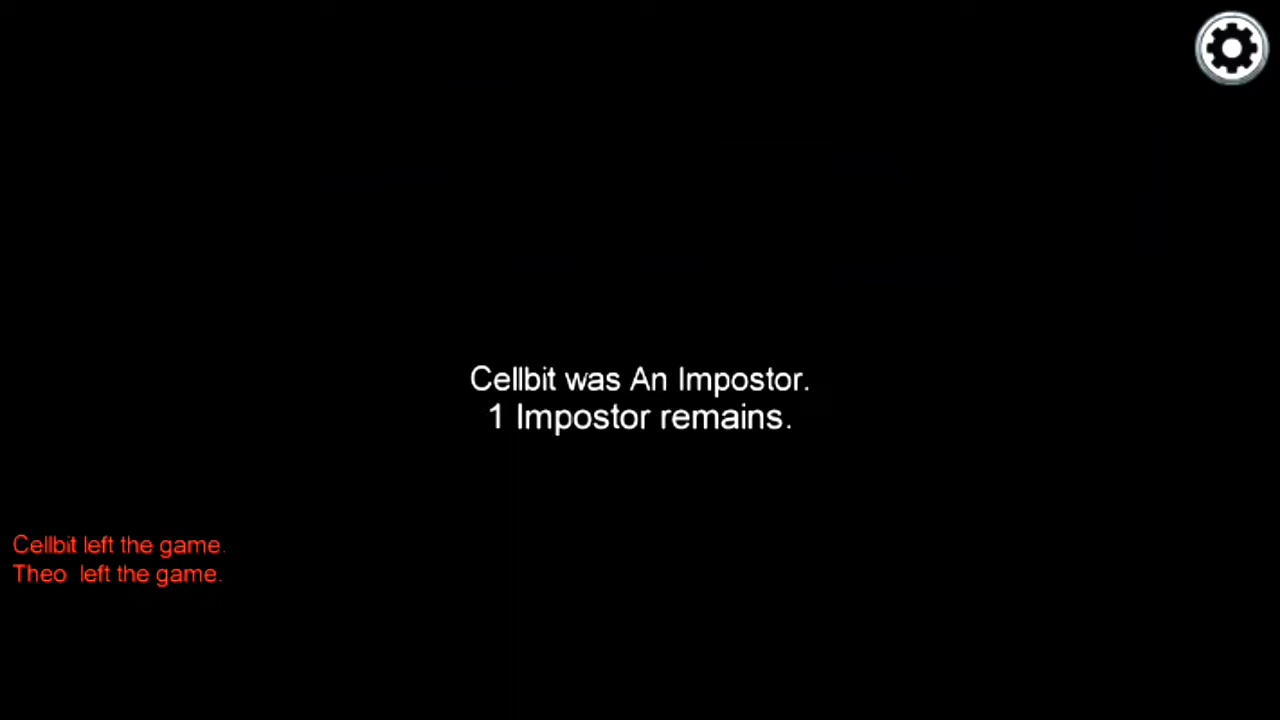 Cellbit was An Impostor.
1 Impostor remains.
Cellbit left the game.
Theo  left the game.